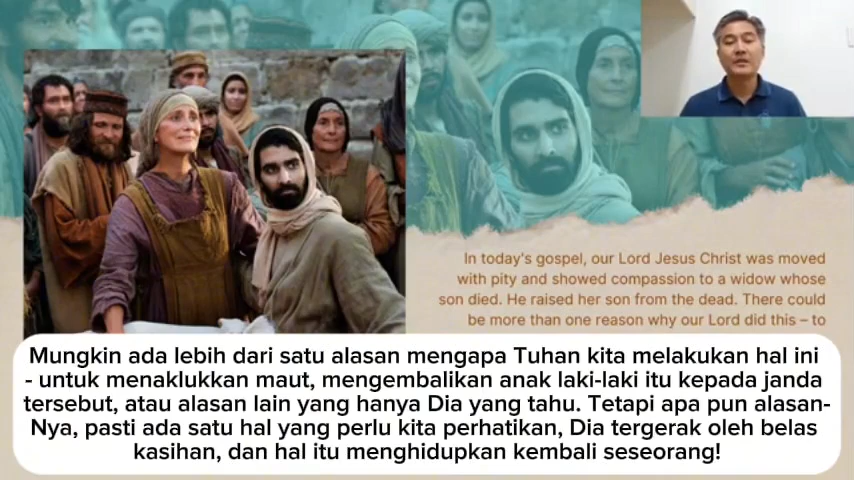 In today's gospel, our Lord Jesus Christ was moved
with pity and showed compassion to a widow whose
son died. He raised her son from the dead. There could
be more than one reason why our Lord did this – to
Mungkin ada lebih dari satu alasan mengapa Tuhan kita melakukan hal ini
- untuk menaklukkan maut, mengembalikan anak laki-laki itu kepada janda
tersebut, atau alasan lain yang hanya Dia yang tahu. Tetapi apa pun alasan-
Nya, pasti ada satu hal yang perlu kita perhatikan, Dia tergerak oleh belas
kasihan, dan hal itu menghidupkan kembali seseorang!